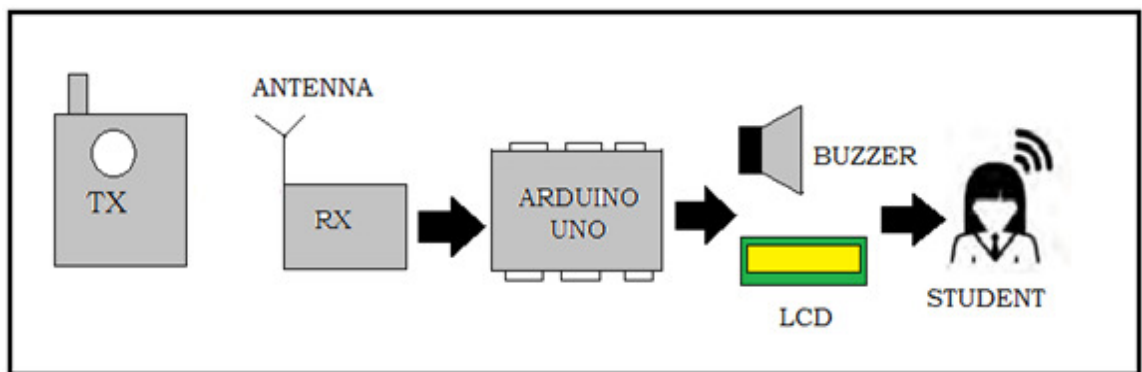 TX
ANTENNA
RX
ARDUINO
UNO
BUZZER
LCD
STUDENT